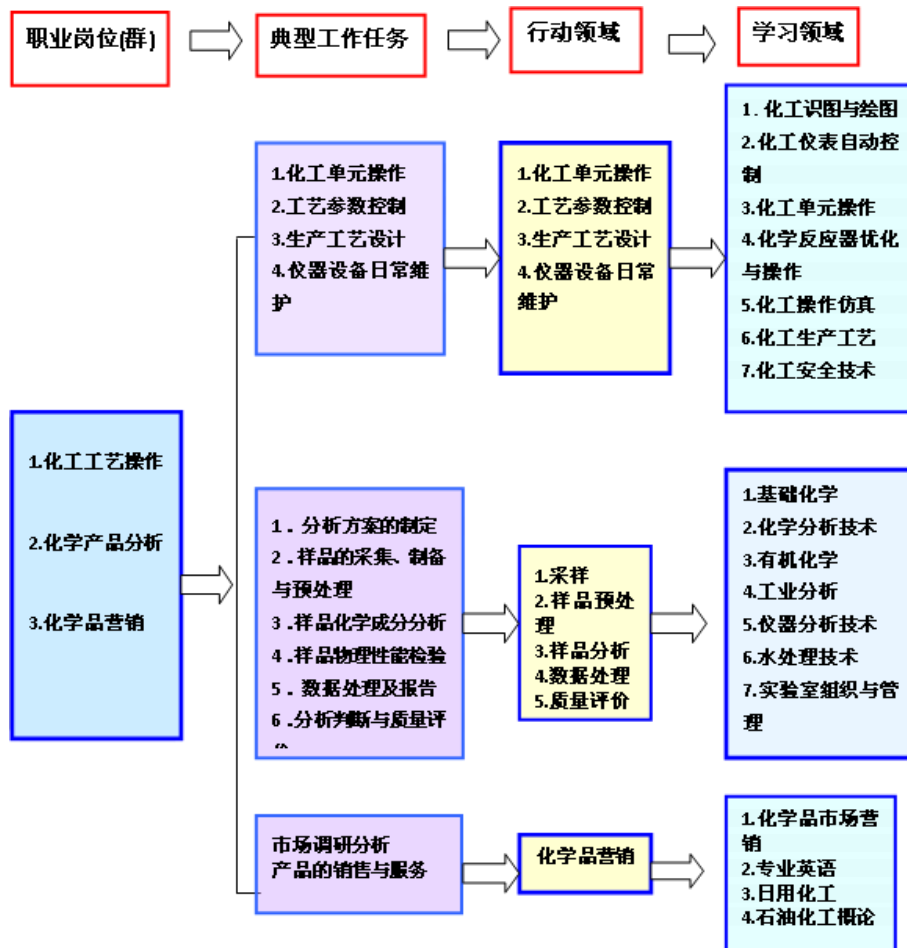 职业岗位(群)
典型工作任务
行动领域
学习领域
1.化工单元操作
2.工艺参数控制
3.生产工艺设计
4.仪器设备日常维
护
1.化工单元操作
2.工艺参数控制
3.生产工艺设计
4.仪器设备日常维
护
1.化工识图与绘图
2.化工仪表自动控
制
3.化工单元操作
4.化学反应器优化
与操作
5.化工操作仿真
6.化工生产工艺
7.化工安全技术
1.化工工艺操作
2.化学产品分析
3.化学品营销
1.分析方案的制定
2.样品的采集、制备
与预处理
3.样品化学成分分析
4.样品物理性能检验
5.数据处理及报告
6.分析判断与质量评
1.采样
2.样品预处
理
3.样品分析
4.数据处理
5.质量评价
1.基础化学
2.化学分析技术
3.有机化学
4.工业分析
5.仪器分析技术
6.水处理技术
7.实验室组织与管
理
市场调研分析
产品的销售与服务
化学品营销
1.化学品市场营
销
2.专业英语
3.日用化工
4.石油化工概论